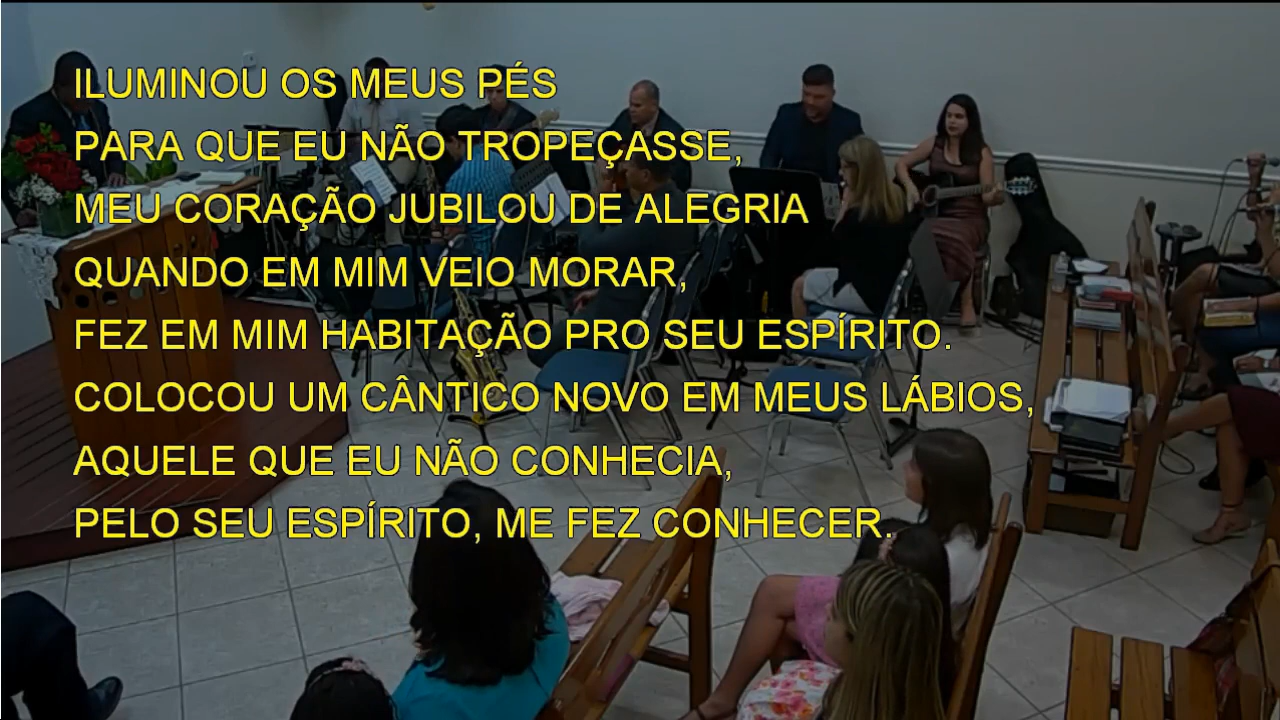 ILUMINOU OS MEUS PÉS
PARA QUE EU NÃO TROPEÇASSE,
MEU CORAÇÃO JUBILOU DE ALEGRIA
QUANDO EM MIM VEIO MORAR,
FEZ EM MIM HABITAÇÃO PRO SEU ESPÍRITO.
COLOCOU UM CÂNTICO NOVO EM MEUS LÁBIOS,
AQUELE QUE EU NÃO CONHECIA,
PELO SEU ESPÍRITO, ME FEZ CONHECER.